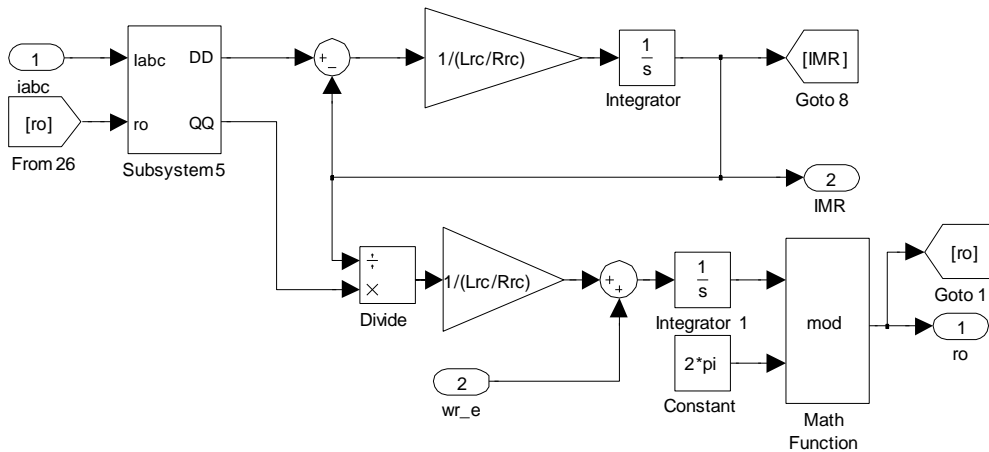 1
iabc
[ro]
From 26
Iabc
DD
ro
QQ
Subsystem 5
+
−
1/(Lrc/Rrc)
1
s
Integrator
[IMR]
Goto 8
2
IMR
÷
×
Divide
1/(Lrc/Rrc)
+
+
2
wr_e
1
s
Integrator 1
2*pi
Constant
mod
Math
Function
[ro]
Goto 1
1
ro